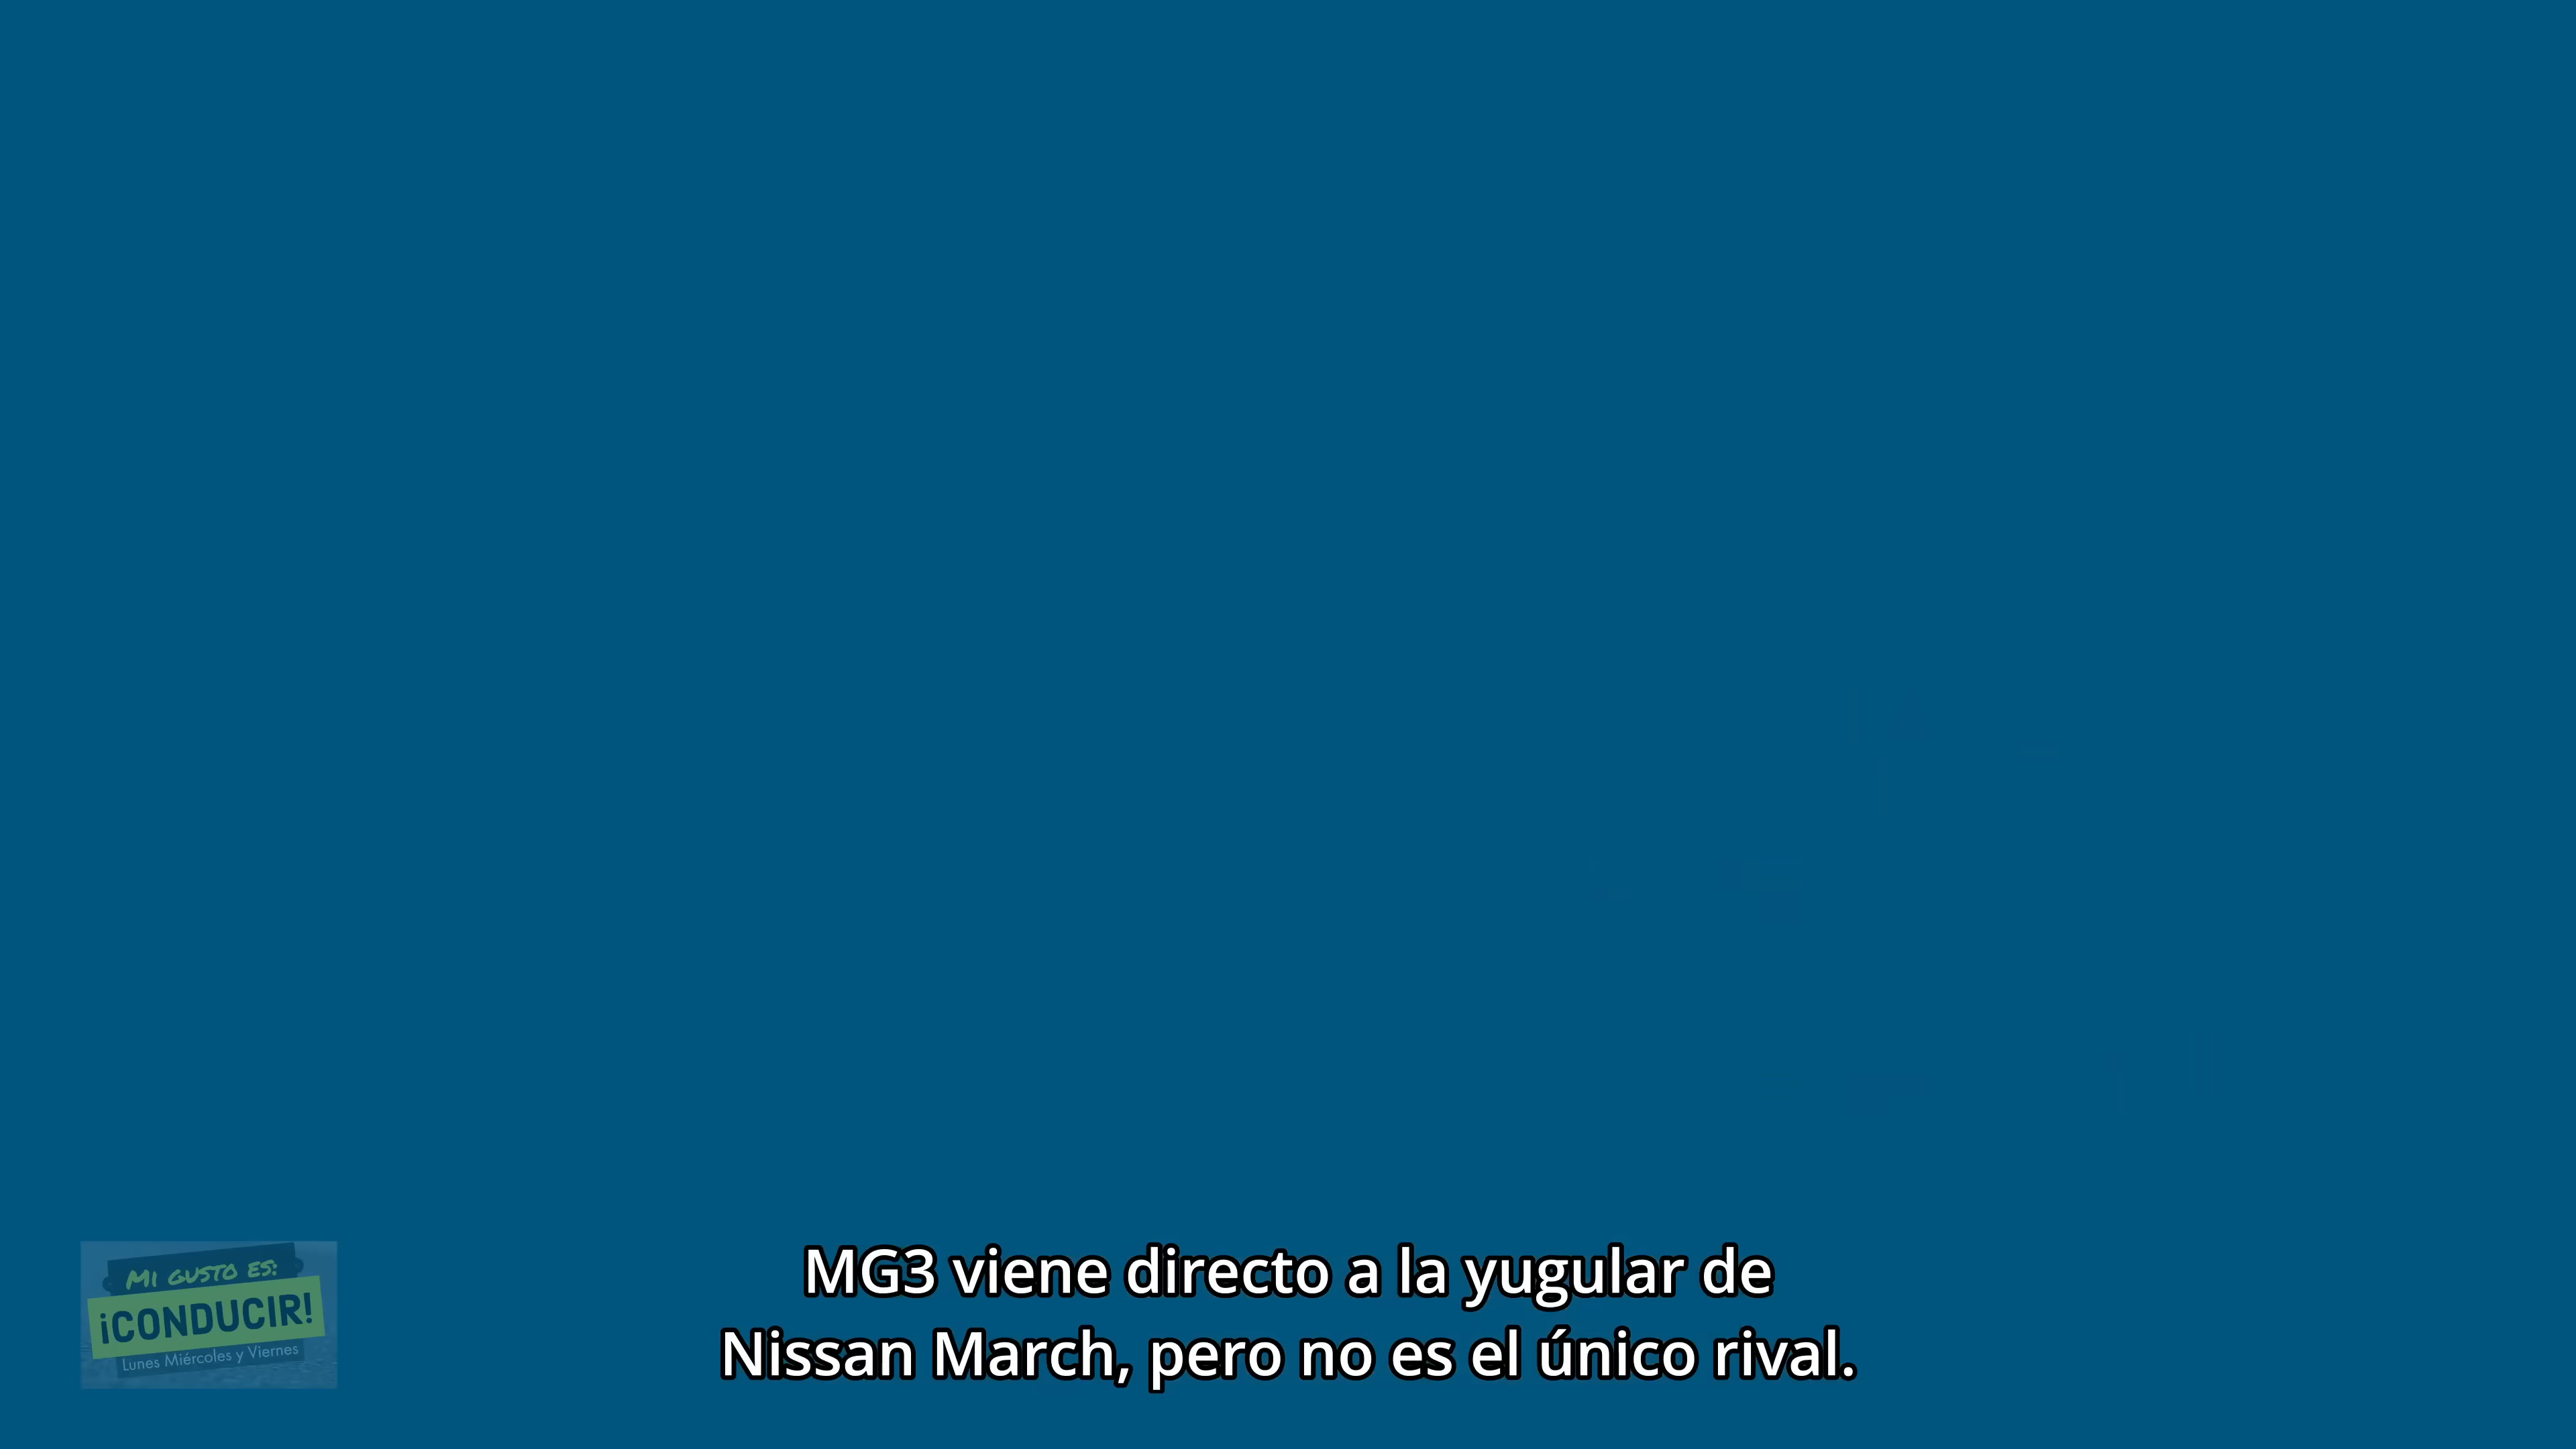 MI GUSTO ES:
¡CONDUCIR!
Lunes Miércoles y Viernes
MG3 viene directo a la yugular de
Nissan March, pero no es el único rival.